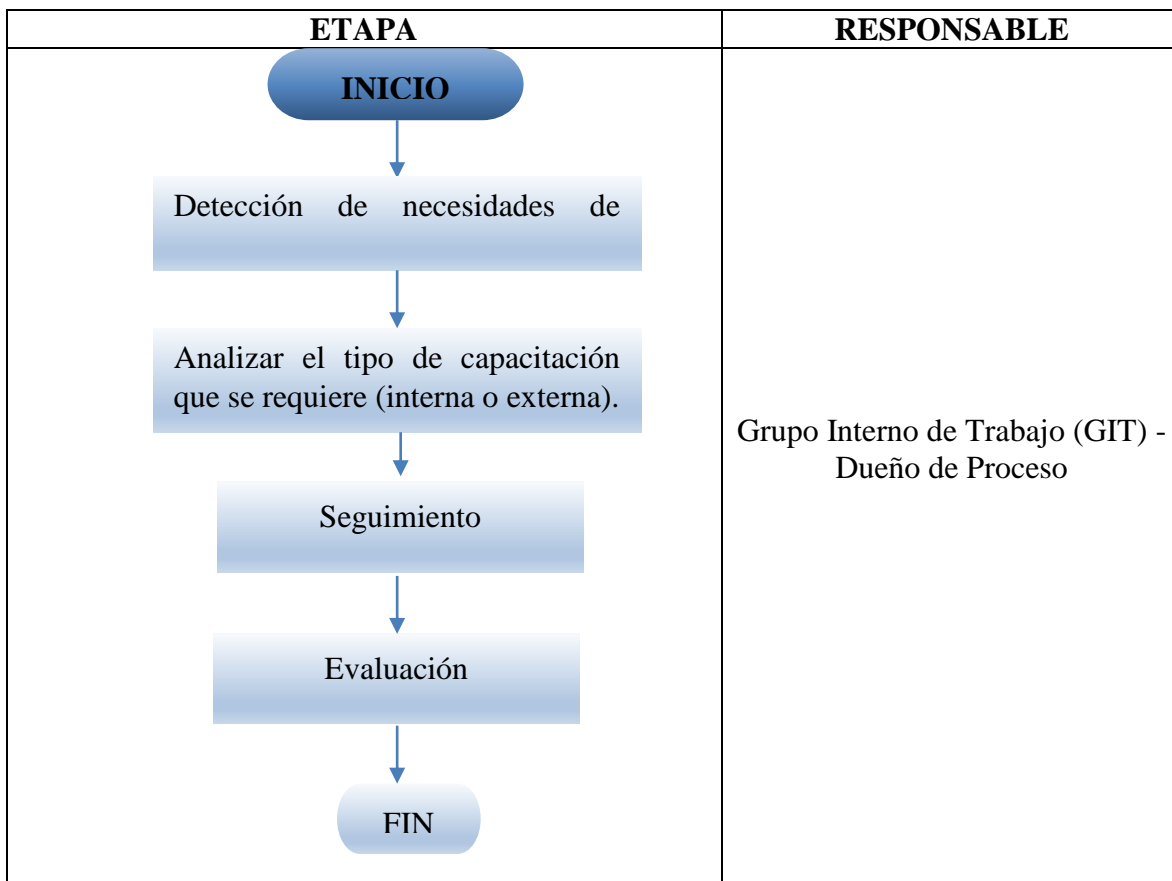 ETAPA
RESPONSABLE
INICIO
Detección de necesidades de
Analizar el tipo de capacitación
que se requiere (interna o externa).
Seguimiento
Evaluación
FIN
Grupo Interno de Trabajo (GIT) -
Dueño de Proceso